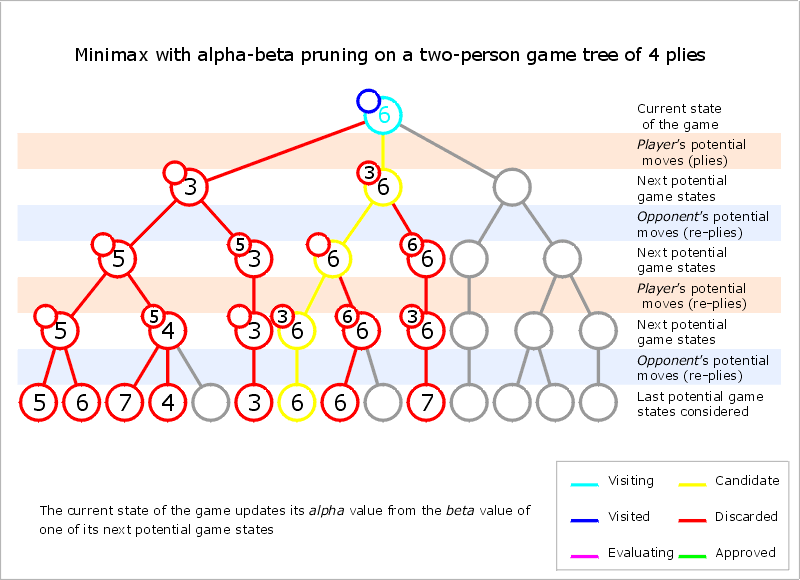 Minimax with alpha-beta pruning on a two-person game tree of 4 plies
6
Current state
of the game
Player's potential
moves (plies)
3
3
6
Next potential
game states
Opponent's potential
moves (re-plies)
5
5
3
6
6
6
Next potential
game states
Player's potential
moves (re-plies)
5
5
4
3
3
6
6
6
3
6
Next potential
game states
Opponent's potential
moves (re-plies)
5
6
7
4
3
6
6
7
Last potential game
states considered
The current state of the game updates its alpha value from the beta value of
one of its next potential game states
Visiting
Candidate
Visited
Discarded
Evaluating
Approved